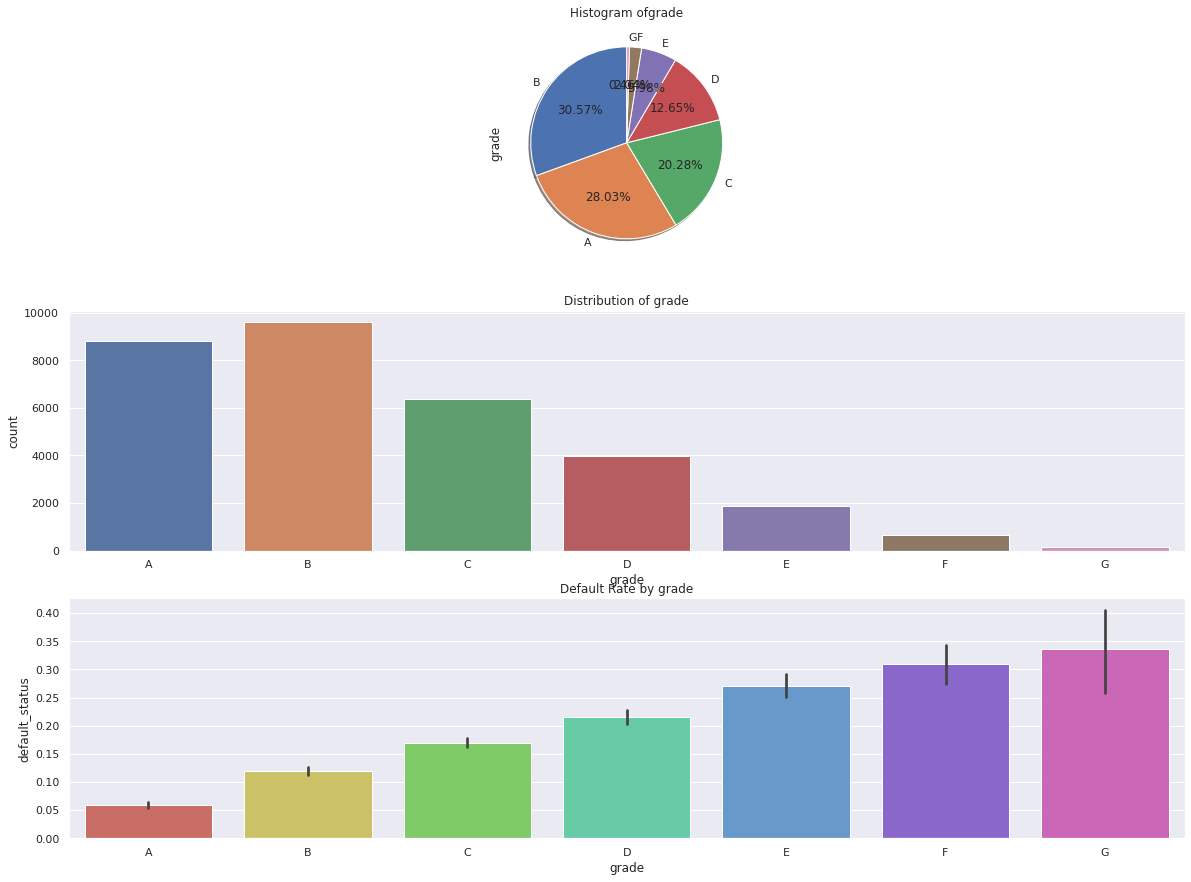 Histogram ofgrade
GF
E
B
D
30.57%
12.65%
grade
20.28%
C
28.03%
A
Distribution of grade
10000
8000
6000
4000
2000
0
count
A B C D E F G
grade
Default Rate by grade
0.40
0.35
0.30
0.25
0.20
0.15
0.10
0.05
0.00
default_status
A B C D E F G
grade